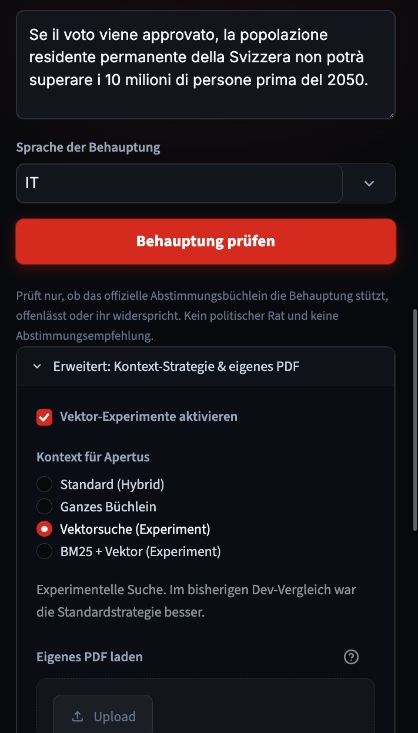 Se il voto viene approvato, la popolazione
residente permanente della Svizzera non potrà
superare i 10 milioni di persone prima del 2050.
Sprache der Behauptung
IT
Behauptung prüfen
Prüft nur, ob das offizielle Abstimmungsbüchlein die Behauptung stützt,
offenlässt oder ihr widerspricht. Kein politischer Rat und keine
Abstimmungsempfehlung.
Erweitert: Kontext-Strategie & eigenes PDF
Vektor-Experimente aktivieren
Kontext für Apertus
Standard (Hybrid)
Ganzes Büchlein
Vektorsuche (Experiment)
BM25 + Vektor (Experiment)
Experimentelle Suche. Im bisherigen Dev-Vergleich war
die Standardstrategie besser.
Eigenes PDF laden
Upload